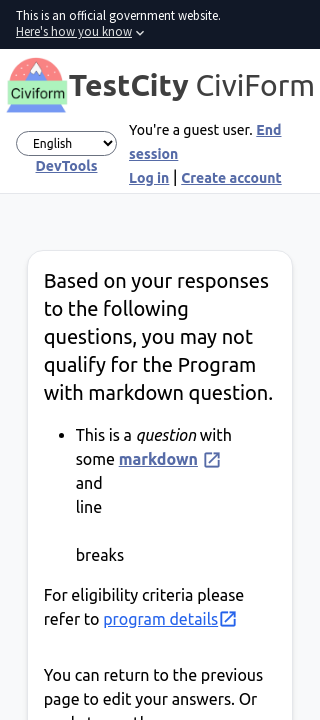 This is an official government website.
Here's how you know
Civiform
TestCity CiviForm
English
DevTools
You're a guest user. End
session
Log in | Create account
Based on your responses
to the following
questions, you may not
qualify for the Program
with markdown question.
• This is a question with
some markdown
and
line
breaks
For eligibility criteria please
refer to program details
You can return to the previous
page to edit your answers. Or